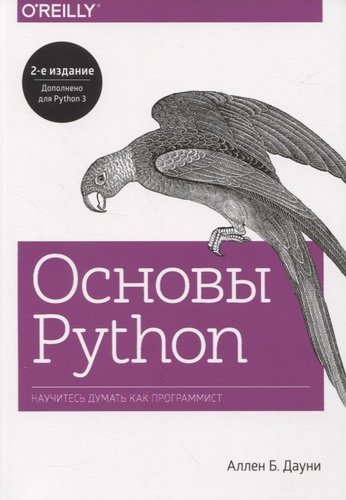 O'REILLY
2-е издание
Дополнено
для Python 3
Основы
Python
НАУЧИТЕСЬ ДУМАТЬ КАК ПРОГРАММИСТ
Аллен Б. Дауни